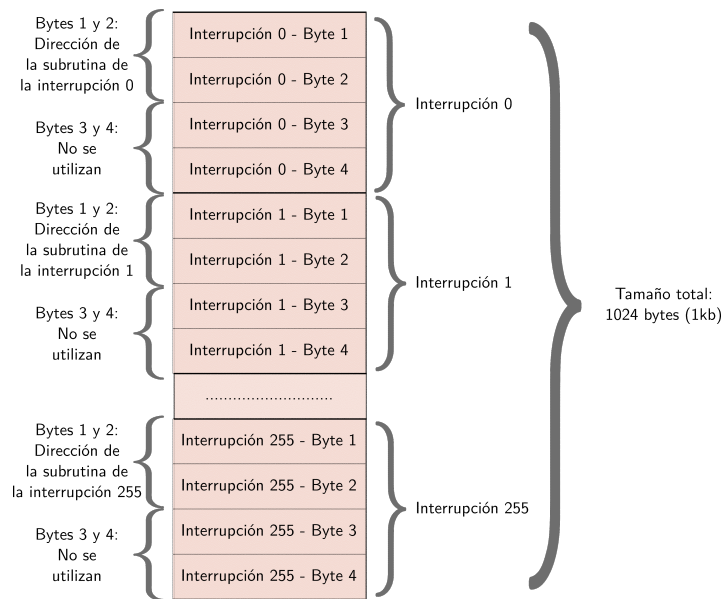 Bytes 1 y 2:
Dirección de
la subrutina de
la interrupción 0
Bytes 3 y 4:
No se
utilizan
Interrupción 0 - Byte 1
Interrupción 0 - Byte 2
Interrupción 0 - Byte 3
Interrupción 0 - Byte 4
Interrupción 0
Bytes 1 y 2:
Dirección de
la subrutina de
la interrupción 1
Bytes 3 y 4:
No se
utilizan
Interrupción 1 - Byte 1
Interrupción 1 - Byte 2
Interrupción 1 - Byte 3
Interrupción 1 - Byte 4
Interrupción 1
............................
Bytes 1 y 2:
Dirección de
la subrutina de
la interrupción 255
Bytes 3 y 4:
No se
utilizan
Interrupción 255 - Byte 1
Interrupción 255 - Byte 2
Interrupción 255 - Byte 3
Interrupción 255 - Byte 4
Interrupción 255
Tamaño total:
1024 bytes (1kb)